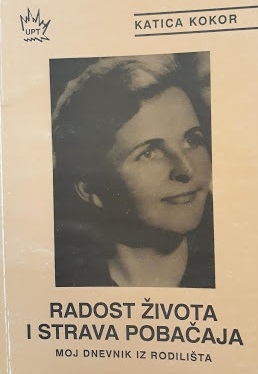 UPT
KATICA KOKOR
RADOST ŽIVOTA
I STRAVA POBAČAJA
MOJ DNEVNIK IZ RODILIŠTA